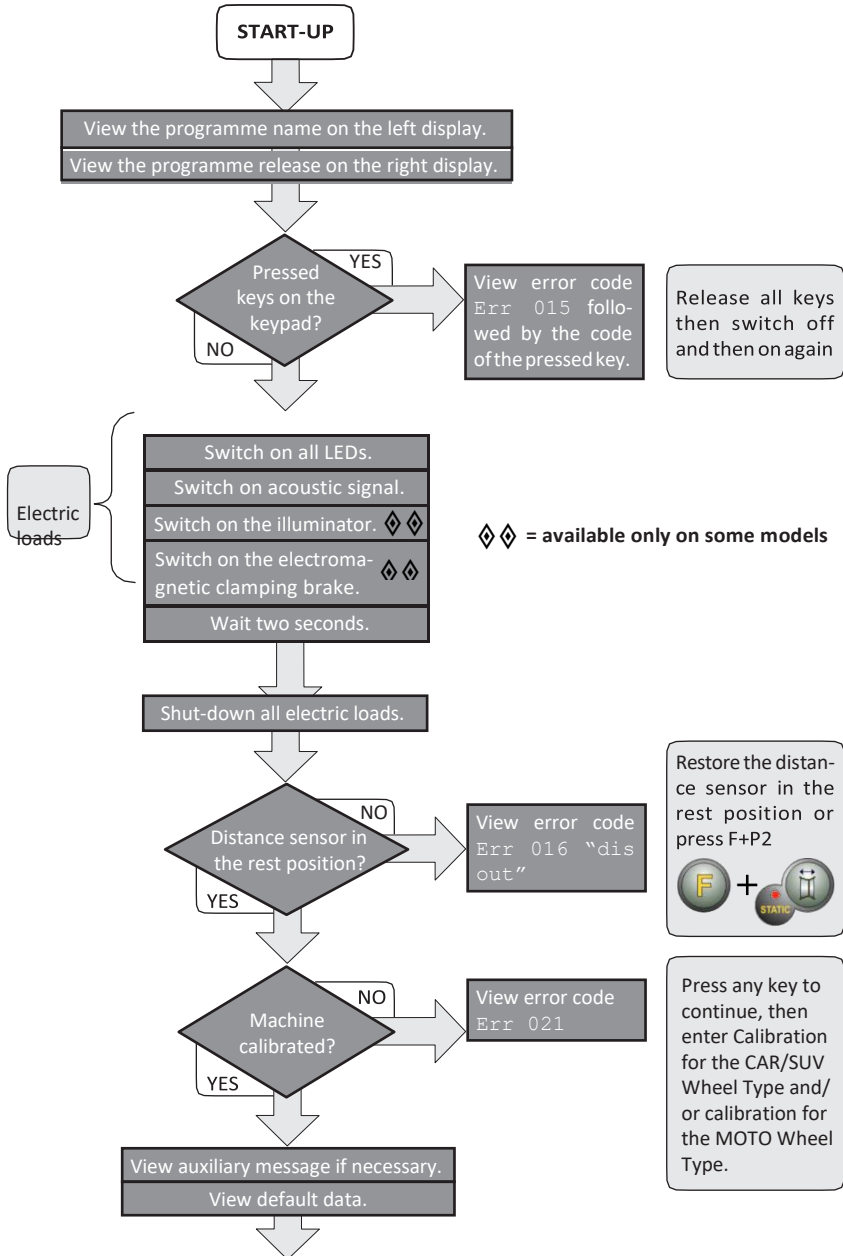 START-UP
View the programme name on the left display.
View the programme release on the right display.
Pressed
keys on the
keypad?
YES
NO
View error code
Err 015 follo-
wed by the code
of the pressed key.
Release all keys
then switch off
and then on again
Electric
loads
Switch on all LEDs.
Switch on acoustic signal.
Switch on the illuminator.
Switch on the electroma-
gnetic clamping brake.
Wait two seconds.
= available only on some models
Shut-down all electric loads.
Distance sensor in
the rest position?
NO
YES
View error code
Err 016 “dis
out”
Restore the distan-
ce sensor in the
rest position or
press F+P2
F + STATIC
Machine
calibrated?
NO
YES
View error code
Err 021
Press any key to
continue, then
enter Calibration
for the CAR/SUV
Wheel Type and/
or calibration for
the MOTO Wheel
Type.
View auxiliary message if necessary.
View default data.